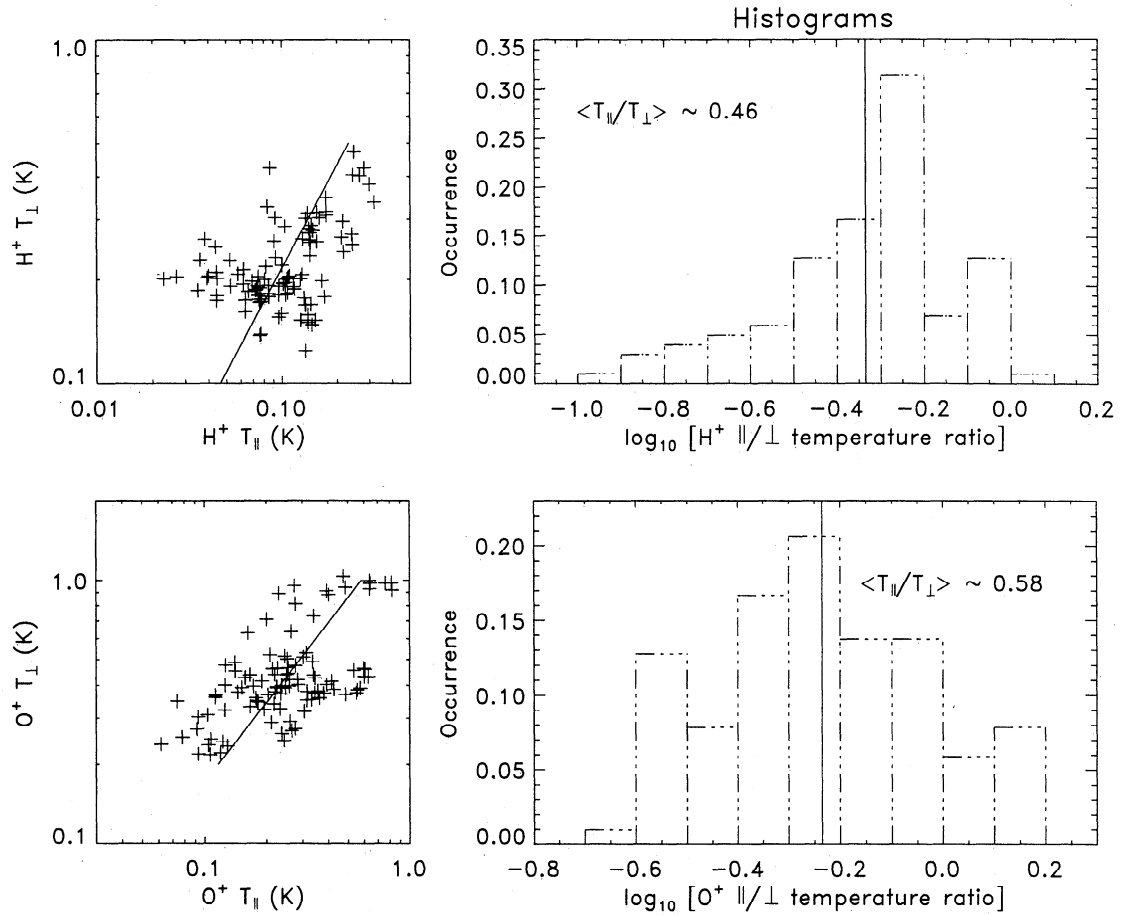 Histograms
1.0
0.1
H⁺ T⊥ (K)
0.01
0.10
H⁺ T∥ (K)
0.35
0.30
0.25
0.20
0.15
0.10
0.05
0.00
Occurrence
<T∥/T⊥> ~ 0.46
-1.0 -0.8 -0.6 -0.4 -0.2 0.0 0.2
log₁₀ [H⁺ ∥/⊥ temperature ratio]
1.0
0.1
O⁺ T⊥ (K)
0.1 1.0
O⁺ T∥ (K)
0.20
0.15
0.10
0.05
0.00
Occurrence
<T∥/T⊥> ~ 0.58
-0.8 -0.6 -0.4 -0.2 0.0 0.2
log₁₀ [O⁺ ∥/⊥ temperature ratio]